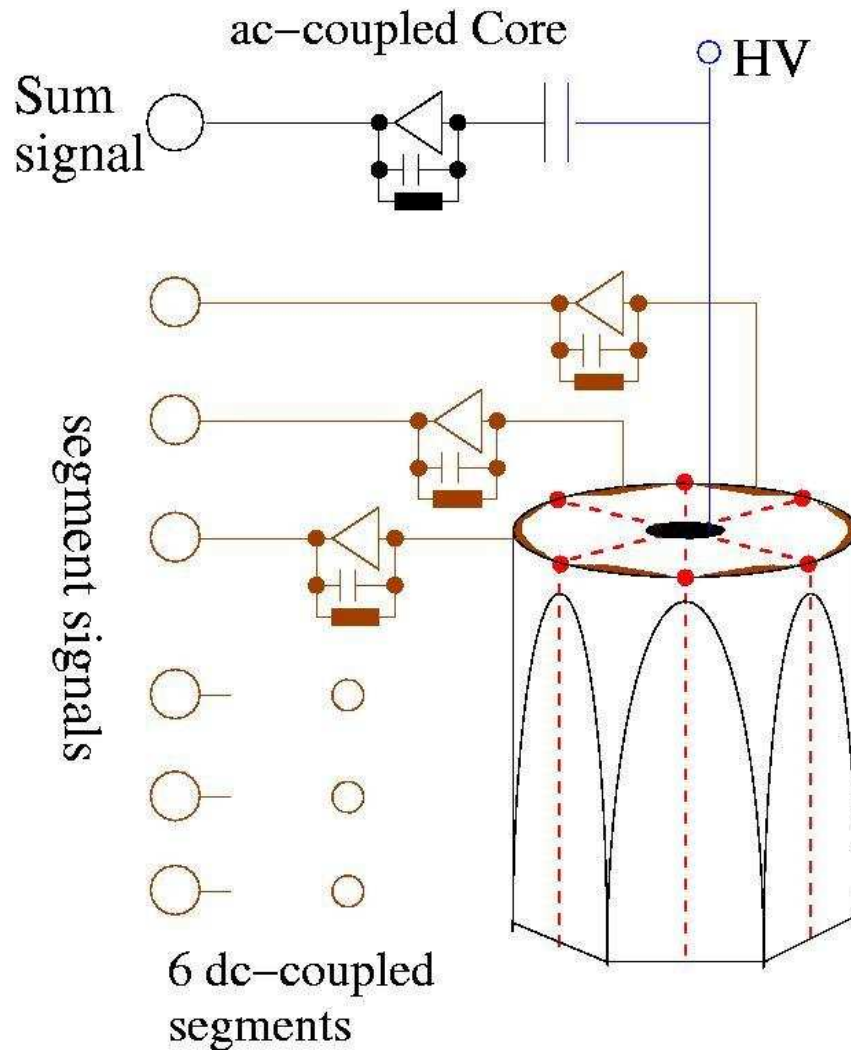 ac-coupled Core
HV
Sum
signal
segment signals
6 dc-coupled
segments